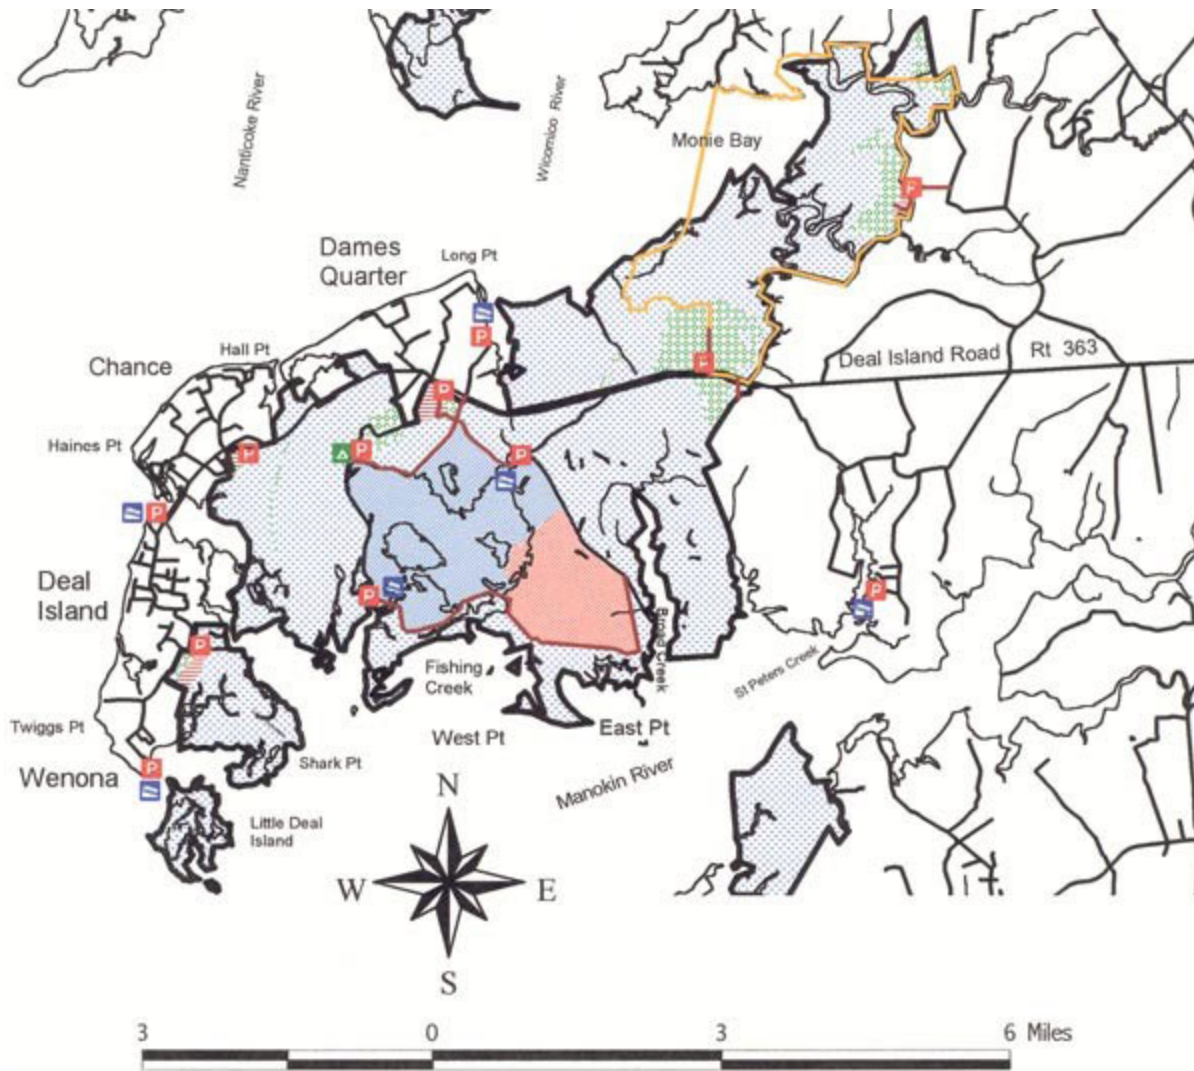 Nanticoke River
Wicomico River
Monie Bay
Dames
Quarter
Long Pt
Hall Pt
Chance
Deal Island Road
Rt 363
Haines Pt
P
P
P
P
P
P
P
P
Deal
Island
P
P
P
Broad Creek
St Peters Creek
Fishing
Creek
Twiggs Pt
West Pt
East Pt
Shark Pt
Wenona
P
Manokin River
Little Deal
Island
N
W
E
S
3
0
3
6 Miles